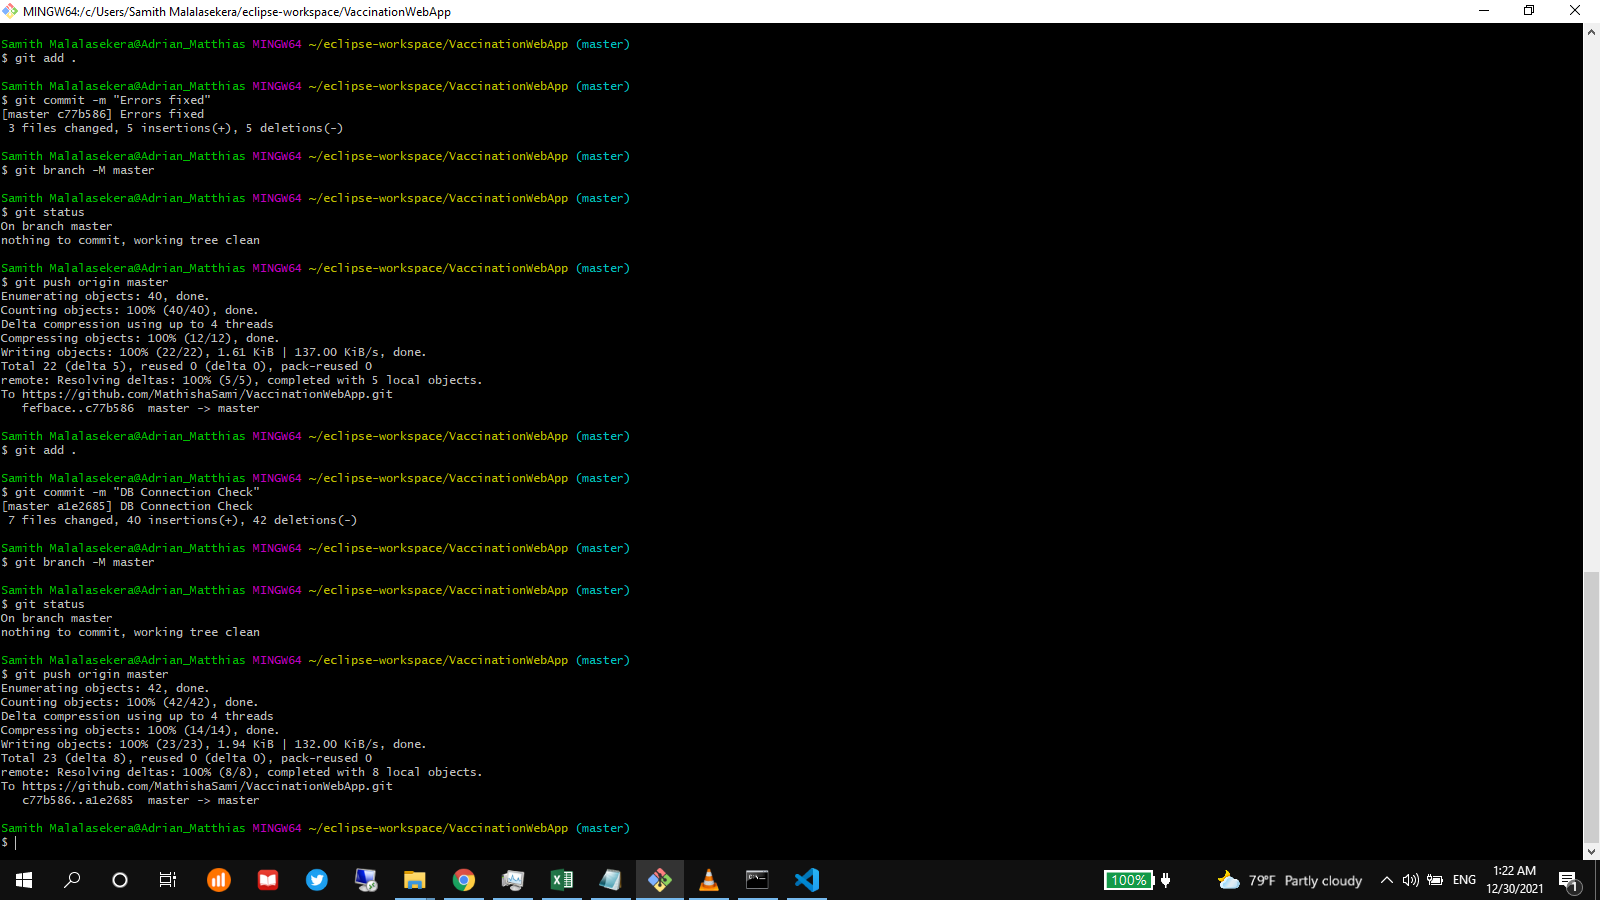 MINGW64:/c/Users/Samith Malalasekera/eclipse-workspace/VaccinationWebApp
Samith Malalasekera@Adrian_Matthias MINGW64 ~/eclipse-workspace/VaccinationWebApp (master)
$ git add .
Samith Malalasekera@Adrian_Matthias MINGW64 ~/eclipse-workspace/VaccinationWebApp (master)
$ git commit -m "Errors fixed"
[master c77b586] Errors fixed
3 files changed, 5 insertions(+), 5 deletions(-)
Samith Malalasekera@Adrian_Matthias MINGW64 ~/eclipse-workspace/VaccinationWebApp (master)
$ git branch -M master
Samith Malalasekera@Adrian_Matthias MINGW64 ~/eclipse-workspace/VaccinationWebApp (master)
$ git status
On branch master
nothing to commit, working tree clean
Samith Malalasekera@Adrian_Matthias MINGW64 ~/eclipse-workspace/VaccinationWebApp (master)
$ git push origin master
Enumerating objects: 40, done.
Counting objects: 100% (40/40), done.
Delta compression using up to 4 threads
Compressing objects: 100% (12/12), done.
Writing objects: 100% (22/22), 1.61 KiB | 137.00 KiB/s, done.
Total 22 (delta 5), reused 0 (delta 0), pack-reused 0
remote: Resolving deltas: 100% (5/5), completed with 5 local objects.
To https://github.com/MathishaSami/VaccinationWebApp.git
fefbace..c77b586  master -> master
Samith Malalasekera@Adrian_Matthias MINGW64 ~/eclipse-workspace/VaccinationWebApp (master)
$ git add .
Samith Malalasekera@Adrian_Matthias MINGW64 ~/eclipse-workspace/VaccinationWebApp (master)
$ git commit -m "DB Connection Check"
[master a1e2685] DB Connection Check
7 files changed, 40 insertions(+), 42 deletions(-)
Samith Malalasekera@Adrian_Matthias MINGW64 ~/eclipse-workspace/VaccinationWebApp (master)
$ git branch -M master
Samith Malalasekera@Adrian_Matthias MINGW64 ~/eclipse-workspace/VaccinationWebApp (master)
$ git status
On branch master
nothing to commit, working tree clean
Samith Malalasekera@Adrian_Matthias MINGW64 ~/eclipse-workspace/VaccinationWebApp (master)
$ git push origin master
Enumerating objects: 42, done.
Counting objects: 100% (42/42), done.
Delta compression using up to 4 threads
Compressing objects: 100% (14/14), done.
Writing objects: 100% (23/23), 1.94 KiB | 132.00 KiB/s, done.
Total 23 (delta 8), reused 0 (delta 0), pack-reused 0
remote: Resolving deltas: 100% (8/8), completed with 8 local objects.
To https://github.com/MathishaSami/VaccinationWebApp.git
c77b586..a1e2685  master -> master
Samith Malalasekera@Adrian_Matthias MINGW64 ~/eclipse-workspace/VaccinationWebApp (master)
$
100% 79°F Partly cloudy ENG 1:22 AM
12/30/2021 1